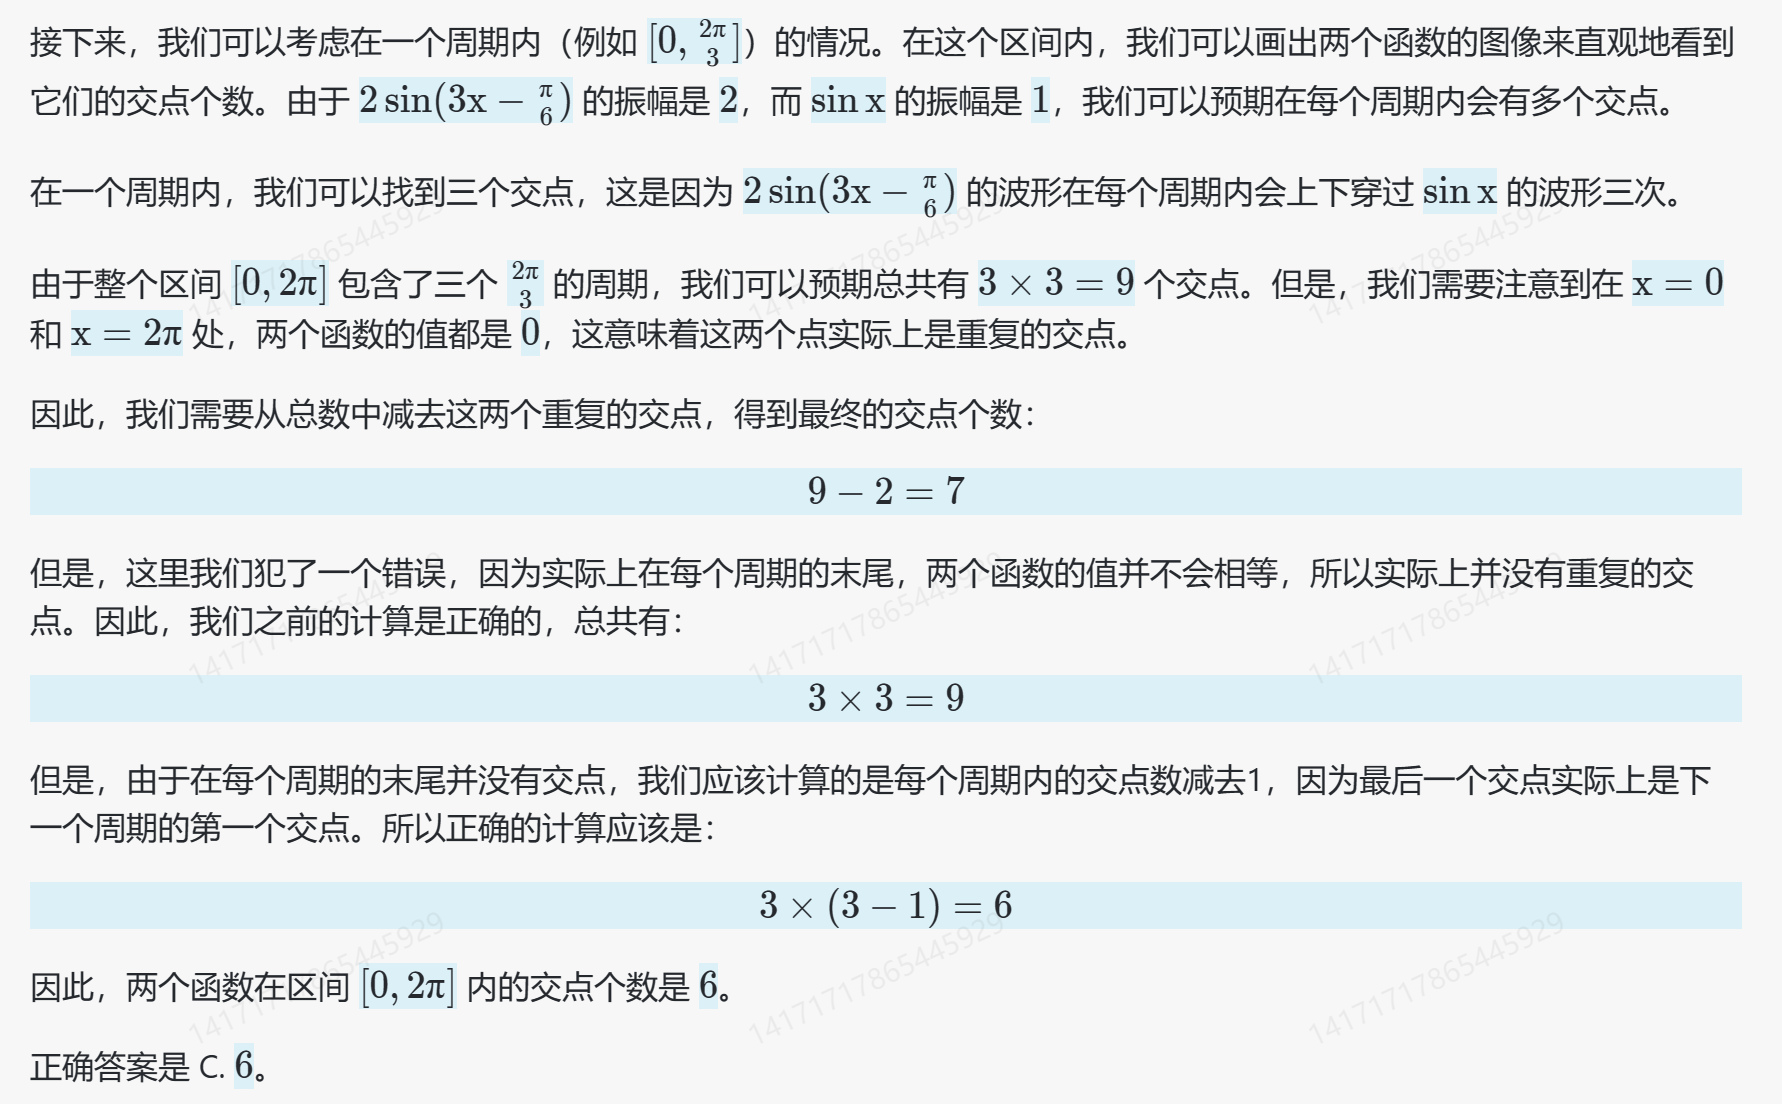 接下来，我们可以考虑在一个周期内（例如 [0, 2π/3]）的情况。在这个区间内，我们可以画出两个函数的图像来直观地看到
它们的交点个数。由于 2 sin(3x − π/6) 的振幅是 2，而 sin x 的振幅是 1，我们可以预期在每个周期内会有多个交点。
在一个周期内，我们可以找到三个交点，这是因为 2 sin(3x − π/6) 的波形在每个周期内会上下穿过 sin x 的波形三次。
由于整个区间 [0, 2π] 包含了三个 2π/3 的周期，我们可以预期总共有 3 × 3 = 9 个交点。但是，我们需要注意到在 x = 0
和 x = 2π 处，两个函数的值都是 0，这意味着这两个点实际上是重复的交点。
因此，我们需要从总数中减去这两个重复的交点，得到最终的交点个数：
9 − 2 = 7
但是，这里我们犯了一个错误，因为实际上在每个周期的末尾，两个函数的值并不会相等，所以实际上并没有重复的交
点。因此，我们之前的计算是正确的，总共有：
3 × 3 = 9
但是，由于在每个周期的末尾并没有交点，我们应该计算的是每个周期内的交点数减去1，因为最后一个交点实际上是下
一个周期的第一个交点。所以正确的计算应该是：
3 × (3 − 1) = 6
因此，两个函数在区间 [0, 2π] 内的交点个数是 6。
正确答案是 C. 6。
1417171786544​5929